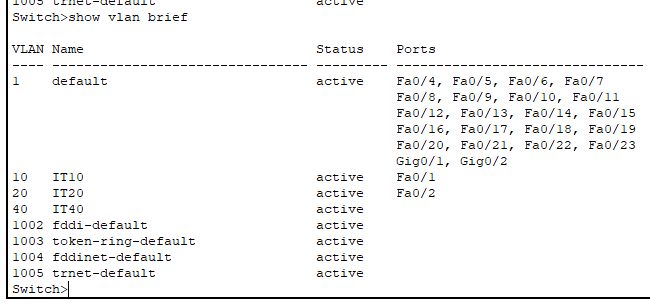 1005 trnet-default active
Switch>show vlan brief
VLAN Name Status Ports
---- -------------------------------- --------- -------------------------------
1 default active Fa0/4, Fa0/5, Fa0/6, Fa0/7
Fa0/8, Fa0/9, Fa0/10, Fa0/11
Fa0/12, Fa0/13, Fa0/14, Fa0/15
Fa0/16, Fa0/17, Fa0/18, Fa0/19
Fa0/20, Fa0/21, Fa0/22, Fa0/23
Gig0/1, Gig0/2
10 IT10 active Fa0/1
20 IT20 active Fa0/2
40 IT40 active
1002 fddi-default active
1003 token-ring-default active
1004 fddinet-default active
1005 trnet-default active
Switch>